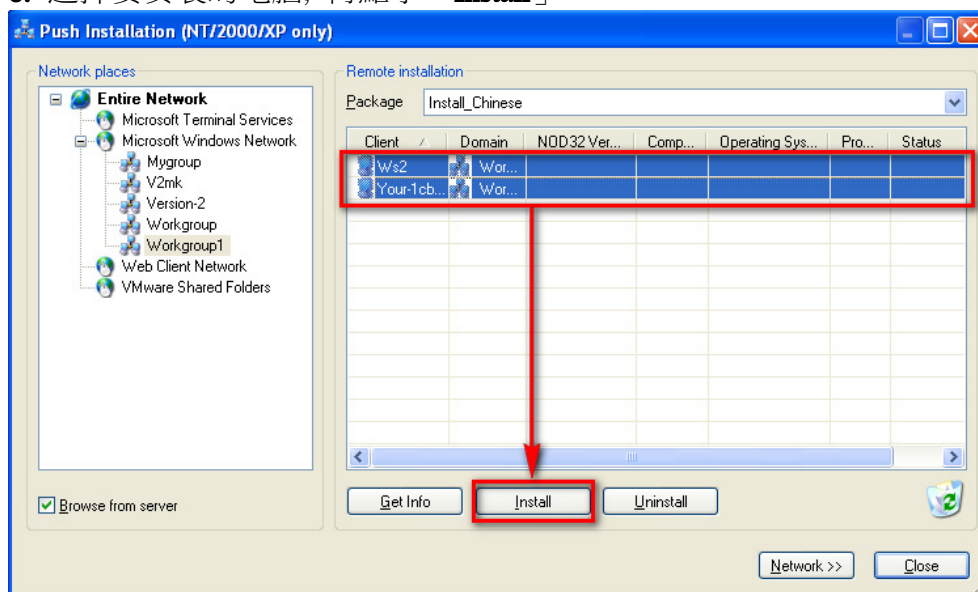 Install」
Push Installation (NT/2000/XP only)
Network places
Entire Network
Microsoft Terminal Services
Microsoft Windows Network
Mygroup
V2mk
Version-2
Workgroup
Workgroup1
Web Client Network
VMware Shared Folders
Browse from server
Remote installation
Package Install_Chinese
Client Domain NOD32 Ver... Comp... Operating Sys... Pro... Status
Ws2 Wor...
Your-1cb... Wor...
Get Info Install Uninstall
Network >> Close